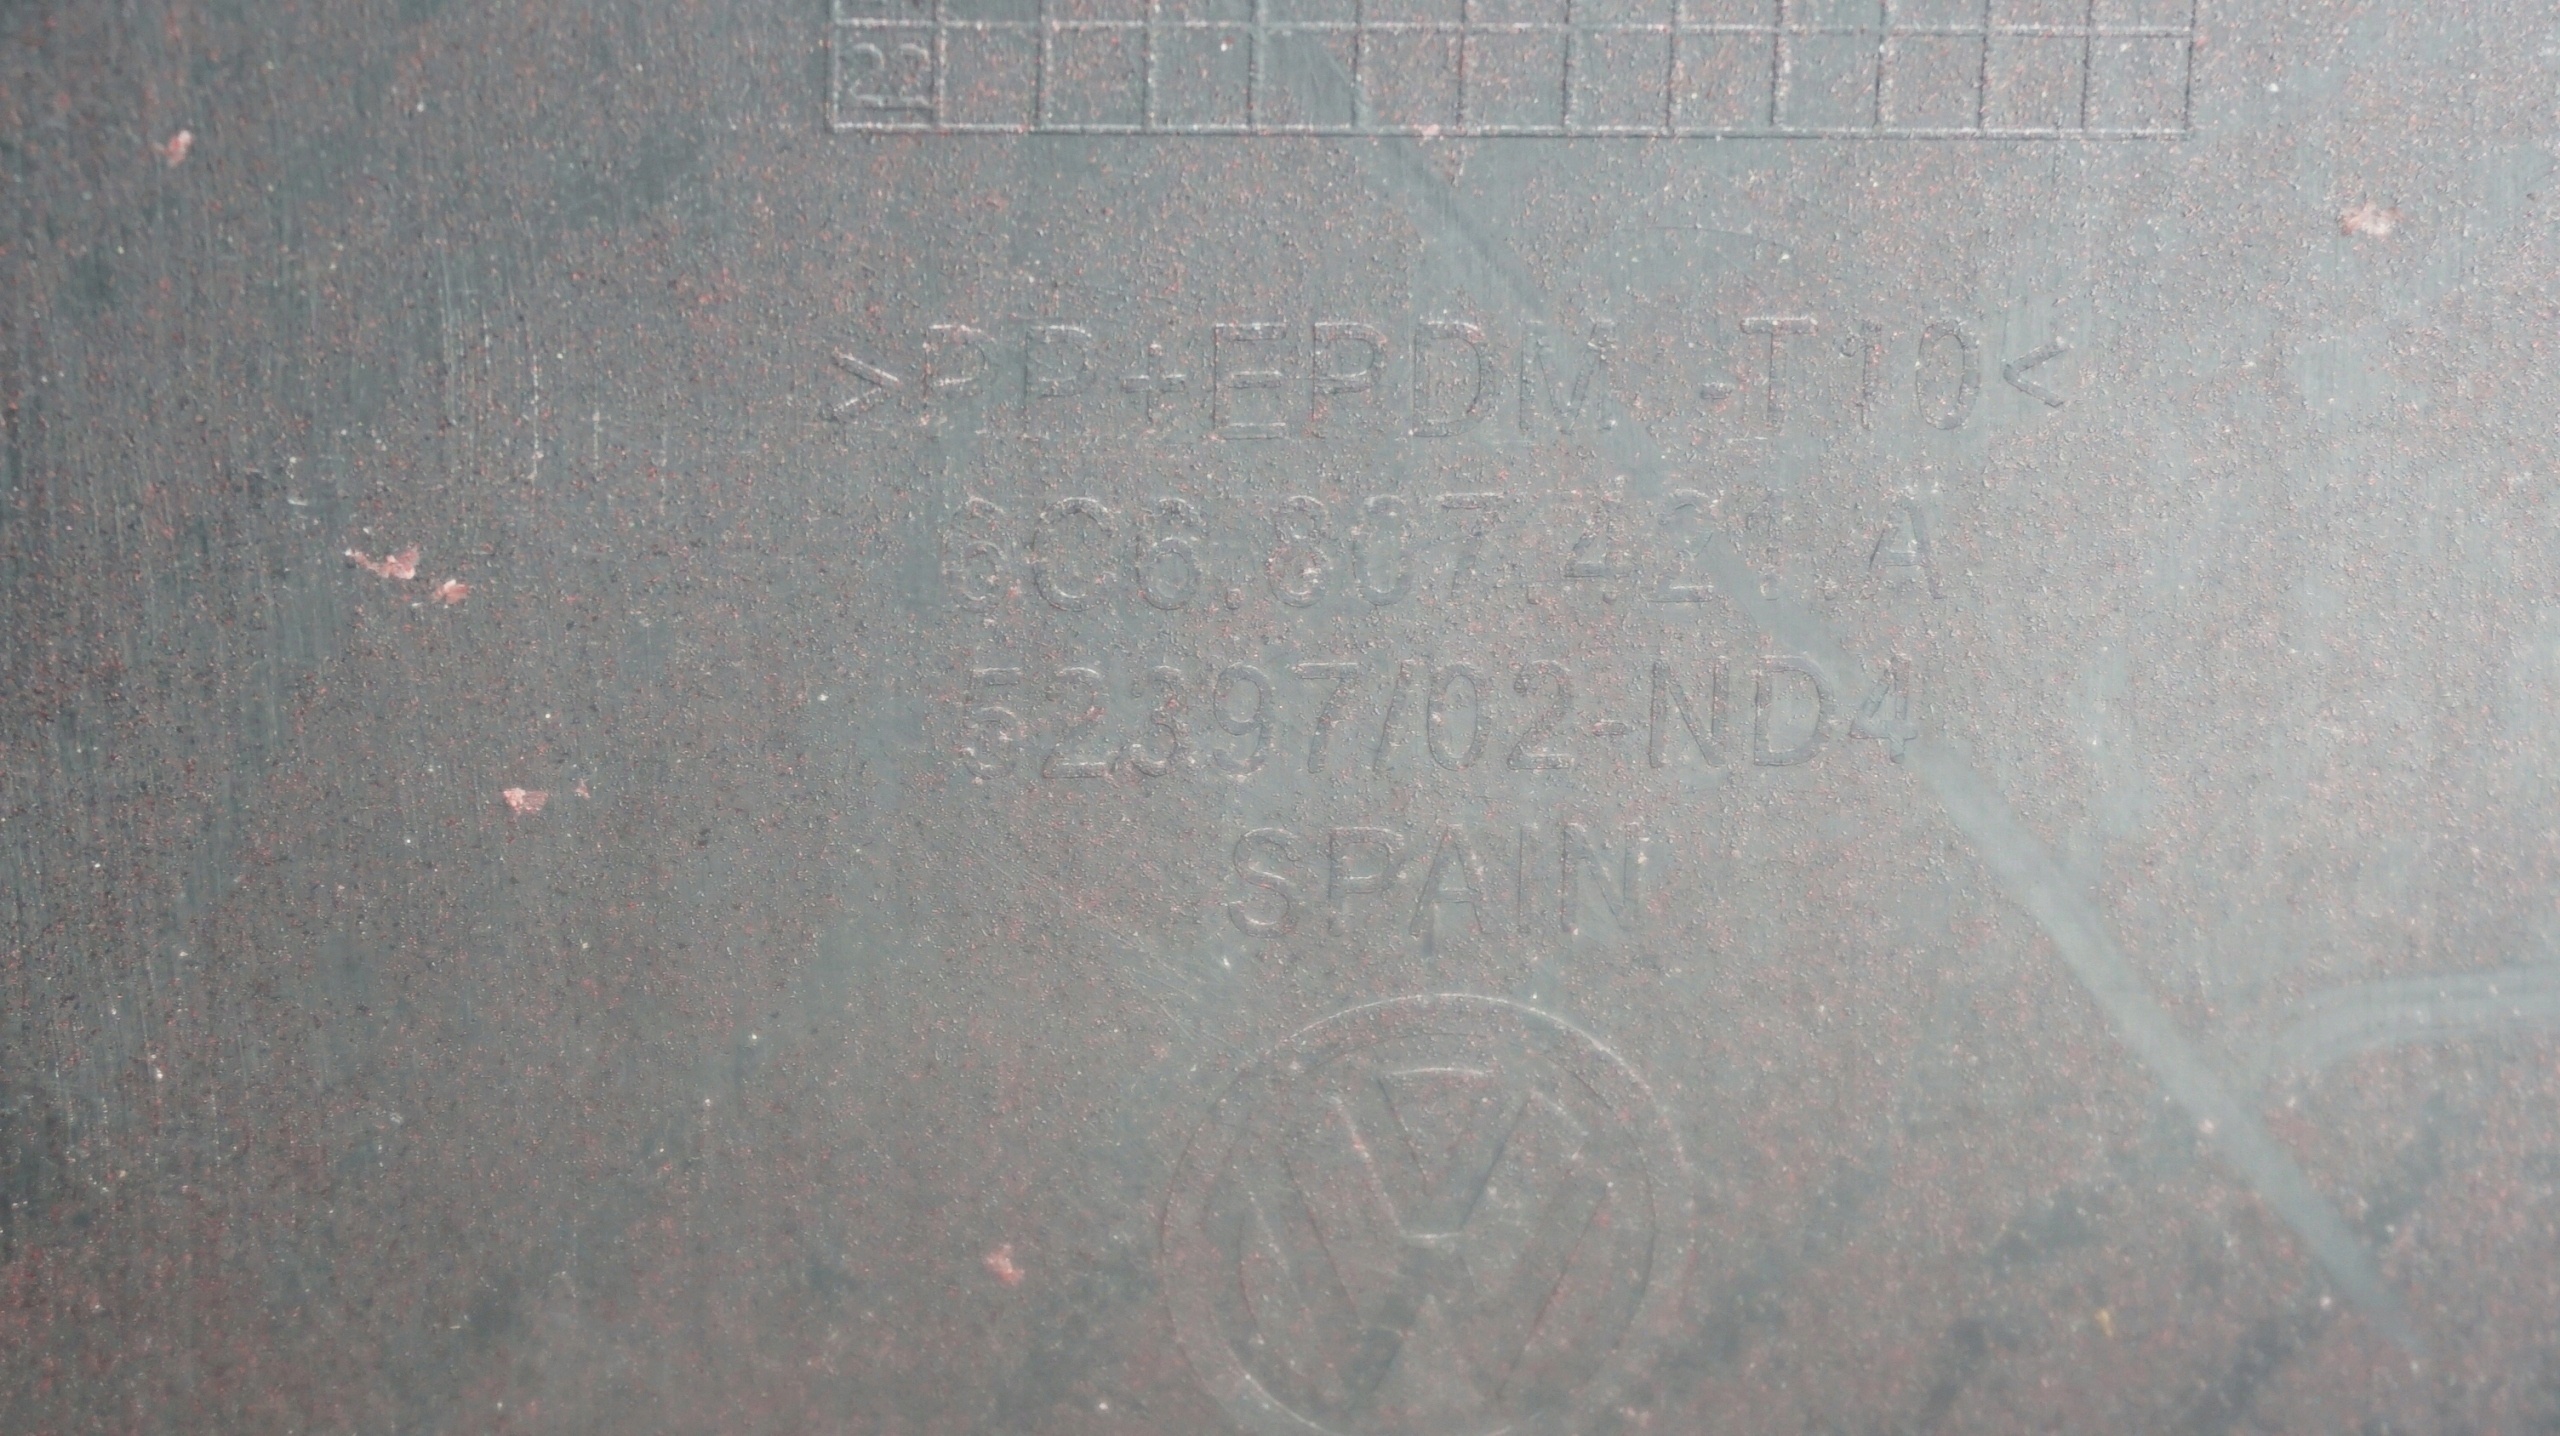 22
>PP+EPDM -T10<
6C6.807.421.A
52397/02-ND4
SPAIN